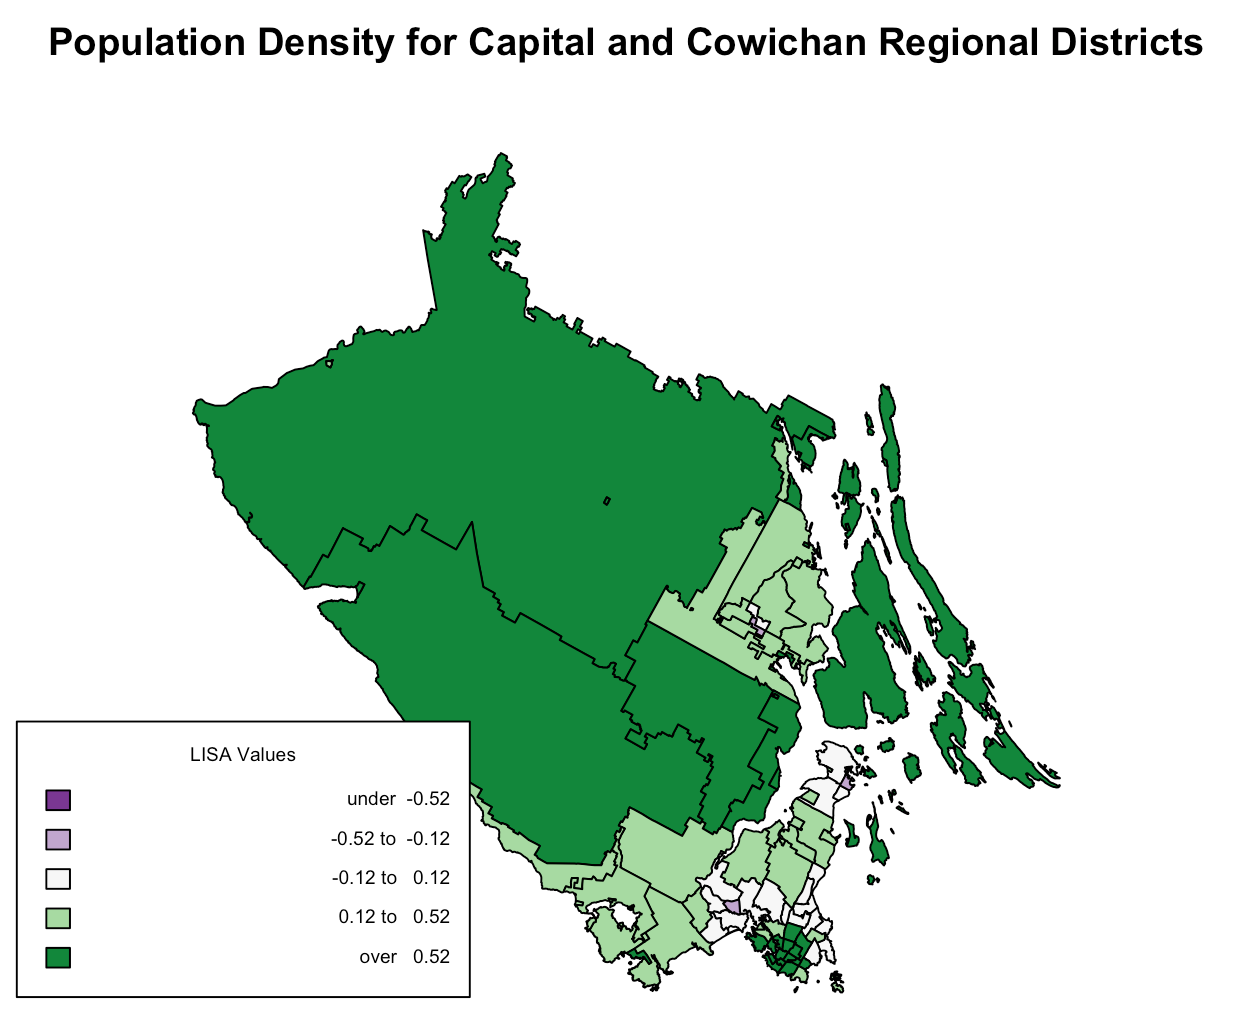 Population Density for Capital and Cowichan Regional Districts
LISA Values
under -0.52
-0.52 to -0.12
-0.12 to 0.12
0.12 to 0.52
over 0.52